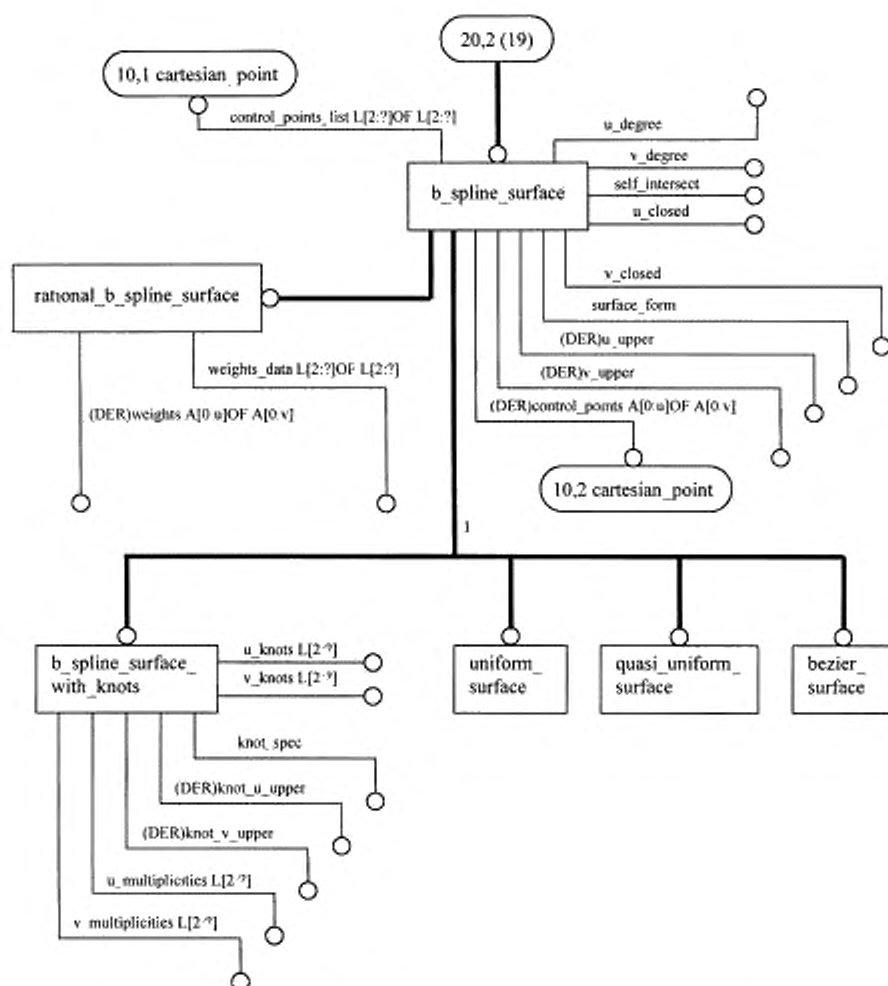 20,2 (19)
10,1 cartesian_point
control_points_list L[2:?]OF L[2:?]
u_degree
v_degree
self_intersect
u_closed
b_spline_surface
v_closed
surface_form
(DER)u_upper
(DER)v_upper
(DER)control_points A[0:u]OF A[0:v]
10,2 cartesian_point
rational_b_spline_surface
weights_data L[2:?]OF L[2:?]
(DER)weights A[0:u]OF A[0:v]
1
b_spline_surface_
with_knots
u_knots L[2:?]
v_knots L[2:?]
knot_spec
(DER)knot_u_upper
(DER)knot_v_upper
u_multiplicities L[2:?]
v_multiplicities L[2:?]
uniform_
surface
quasi_uniform_
surface
bezier_
surface